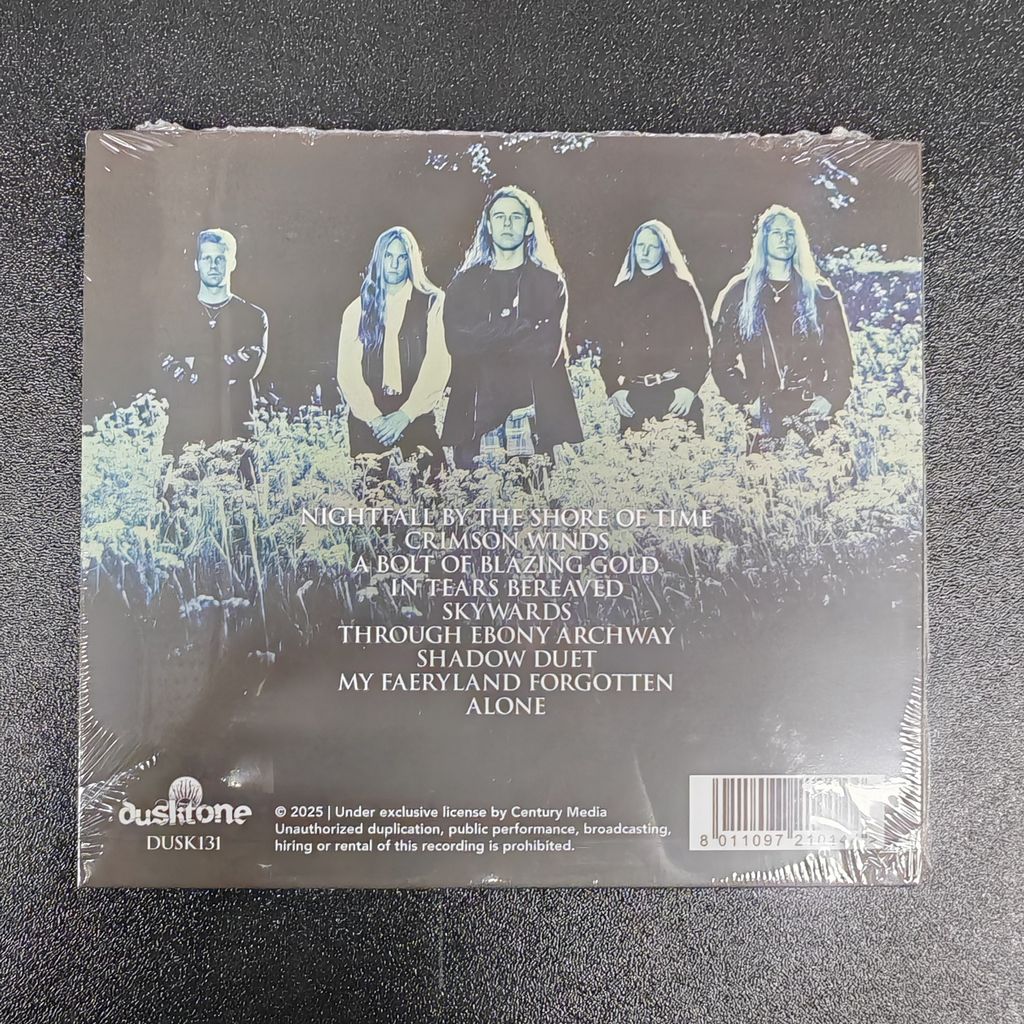 NIGHTFALL BY THE SHORE OF TIME
CRIMSON WINDS
A BOLT OF BLAZING GOLD
IN TEARS BEREAVED
SKYWARDS
THROUGH EBONY ARCHWAY
SHADOW DUET
MY FAERYLAND FORGOTTEN
ALONE
dusktone
DUSK131
© 2025 | Under exclusive license by Century Media
Unauthorized duplication, public performance, broadcasting,
hiring or rental of this recording is prohibited.
8 011097